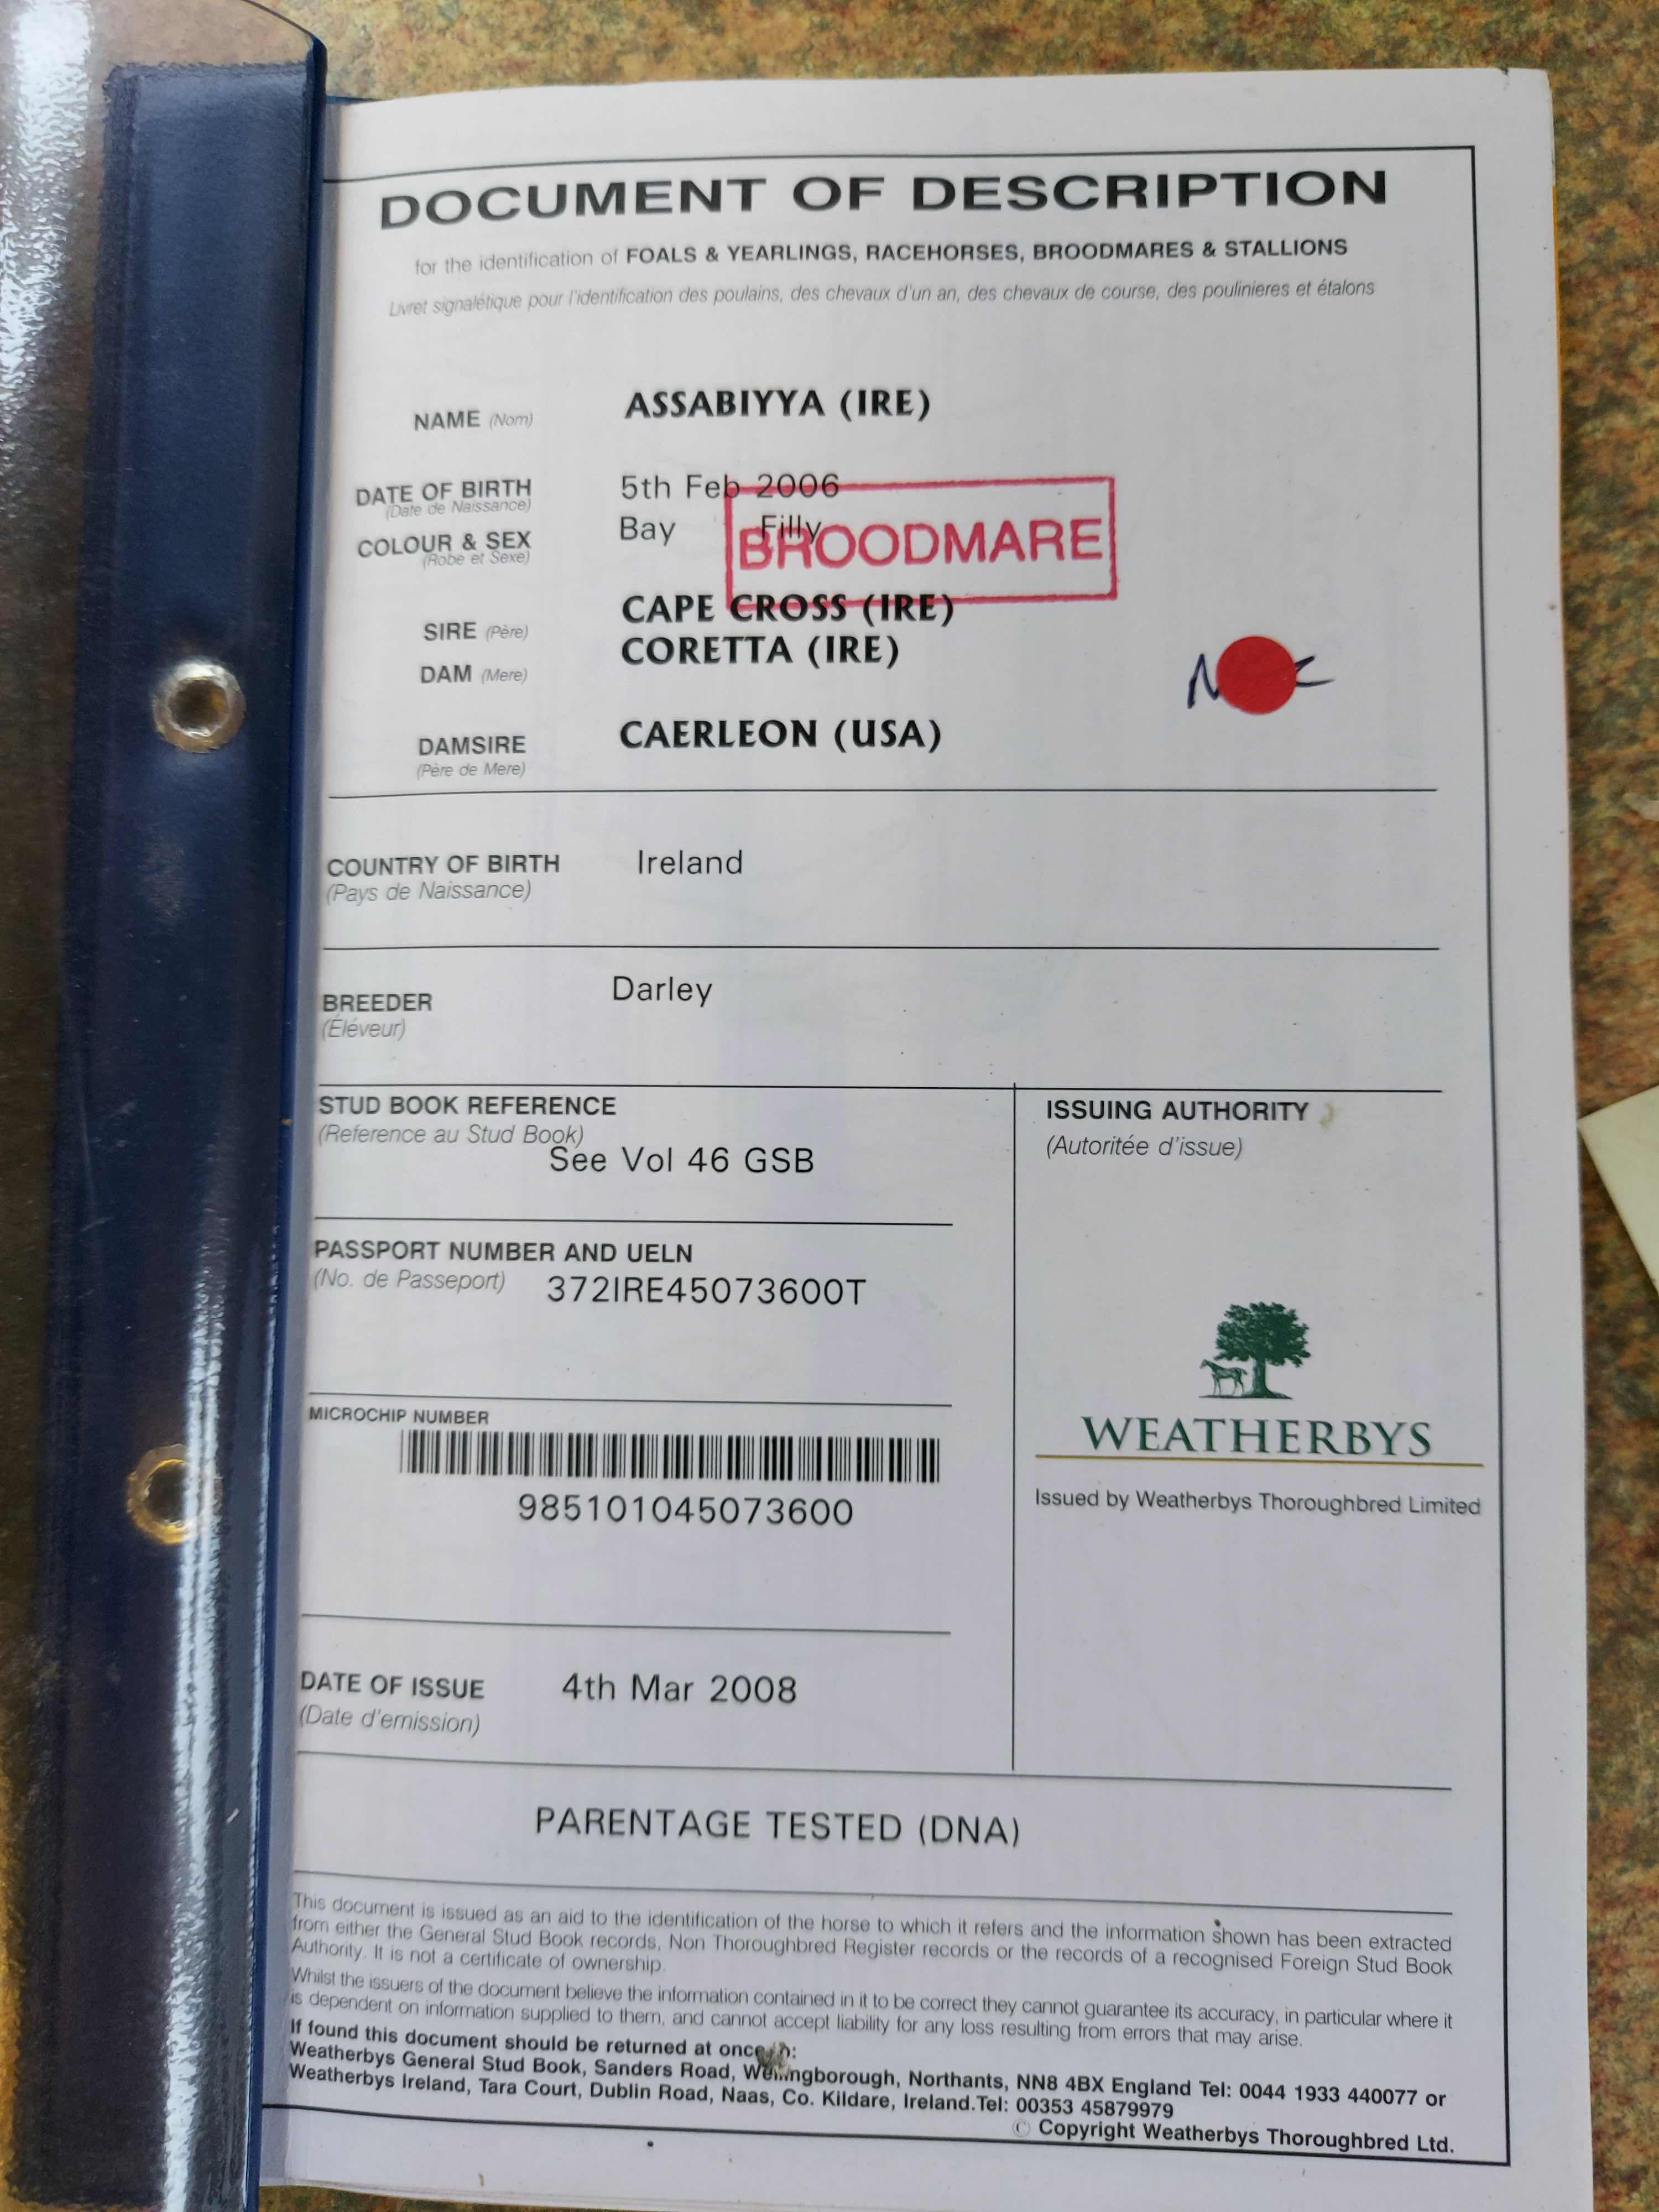 DOCUMENT OF DESCRIPTION
for the identification of FOALS & YEARLINGS, RACEHORSES, BROODMARES & STALLIONS
Livret signalétique pour l'identification des poulains, des chevaux d'un an, des chevaux de course, des poulinieres et étalons
NAME (Nom) ASSABIYYA (IRE)
DATE OF BIRTH 5th Feb 2006
(Date de Naissance)
COLOUR & SEX Bay Filly
(Robe et Sexe)
BROODMARE
SIRE (Père) CAPE CROSS (IRE)
DAM (Mere) CORETTA (IRE)
DAMSIRE CAERLEON (USA)
(Père de Mere)
COUNTRY OF BIRTH Ireland
(Pays de Naissance)
BREEDER Darley
(Éléveur)
STUD BOOK REFERENCE
(Reference au Stud Book)
See Vol 46 GSB
ISSUING AUTHORITY
(Autoritée d'issue)
PASSPORT NUMBER AND UELN
(No. de Passeport) 372IRE45073600T
MICROCHIP NUMBER
985101045073600
WEATHERBYS
Issued by Weatherbys Thoroughbred Limited
DATE OF ISSUE 4th Mar 2008
(Date d'emission)
PARENTAGE TESTED (DNA)
This document is issued as an aid to the identification of the horse to which it refers and the information shown has been extracted
from either the General Stud Book records, Non Thoroughbred Register records or the records of a recognised Foreign Stud Book
Authority. It is not a certificate of ownership.
Whilst the issuers of the document believe the information contained in it to be correct they cannot guarantee its accuracy, in particular where it
is dependent on information supplied to them, and cannot accept liability for any loss resulting from errors that may arise.
If found this document should be returned at once to:
Weatherbys General Stud Book, Sanders Road, Wellingborough, Northants, NN8 4BX England Tel: 0044 1933 440077 or
Weatherbys Ireland, Tara Court, Dublin Road, Naas, Co. Kildare, Ireland.Tel: 00353 45879979
© Copyright Weatherbys Thoroughbred Ltd.